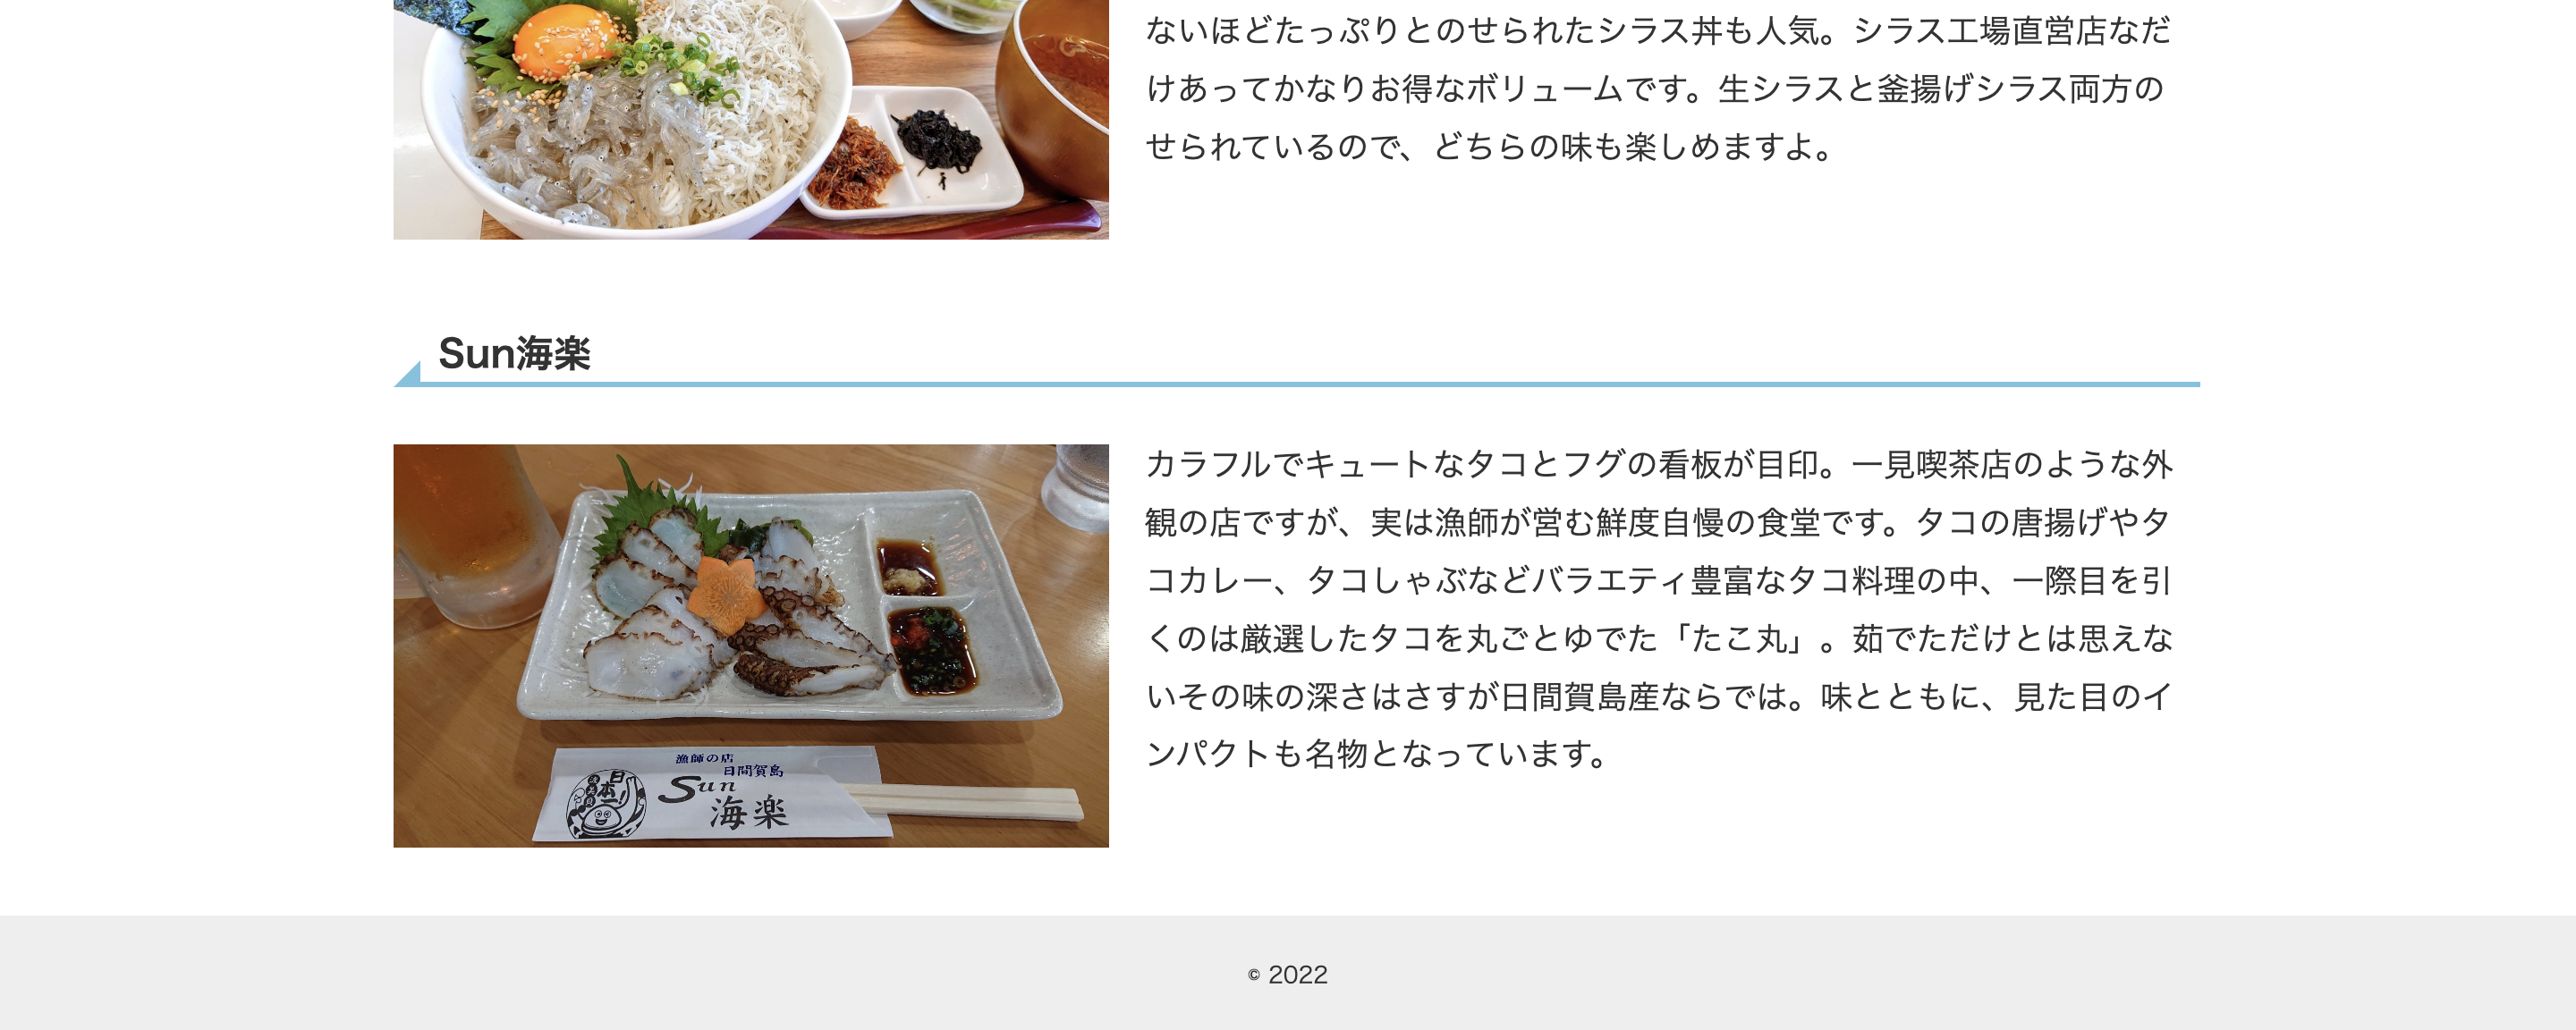 ないほどたっぷりとのせられたシラス丼も人気。シラス工場直営店なだ
けあってかなりお得なボリュームです。生シラスと釜揚げシラス両方の
せられているので、どちらの味も楽しめますよ。
Sun海楽
カラフルでキュートなタコとフグの看板が目印。一見喫茶店のような外
観の店ですが、実は漁師が営む鮮度自慢の食堂です。タコの唐揚げやタ
コカレー、タコしゃぶなどバラエティ豊富なタコ料理の中、一際目を引
くのは厳選したタコを丸ごとゆでた「たこ丸」。茹でただけとは思えな
いその味の深さはさすが日間賀島産ならでは。味とともに、見た目のイ
ンパクトも名物となっています。
漁師の店
日間賀島
Sun
海楽
日本一!
© 2022